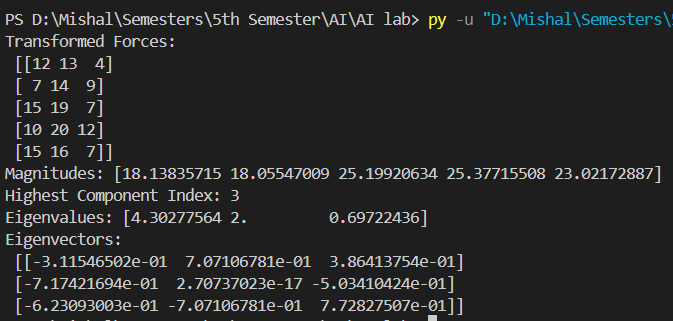 PS D:\Mishal\Semesters\5th Semester\AI\AI lab> py -u "D:\Mishal\Semesters\
Transformed Forces:
[[12 13  4]
[ 7 14  9]
[15 19  7]
[10 20 12]
[15 16  7]]
Magnitudes: [18.13835715 18.05547009 25.19920634 25.37715508 23.02172887]
Highest Component Index: 3
Eigenvalues: [4.30277564 2.         0.69722436]
Eigenvectors:
[[-3.11546502e-01  7.07106781e-01  3.86413754e-01]
[-7.17421694e-01  2.70737023e-17 -5.03410424e-01]
[-6.23093003e-01 -7.07106781e-01  7.72827507e-01]]